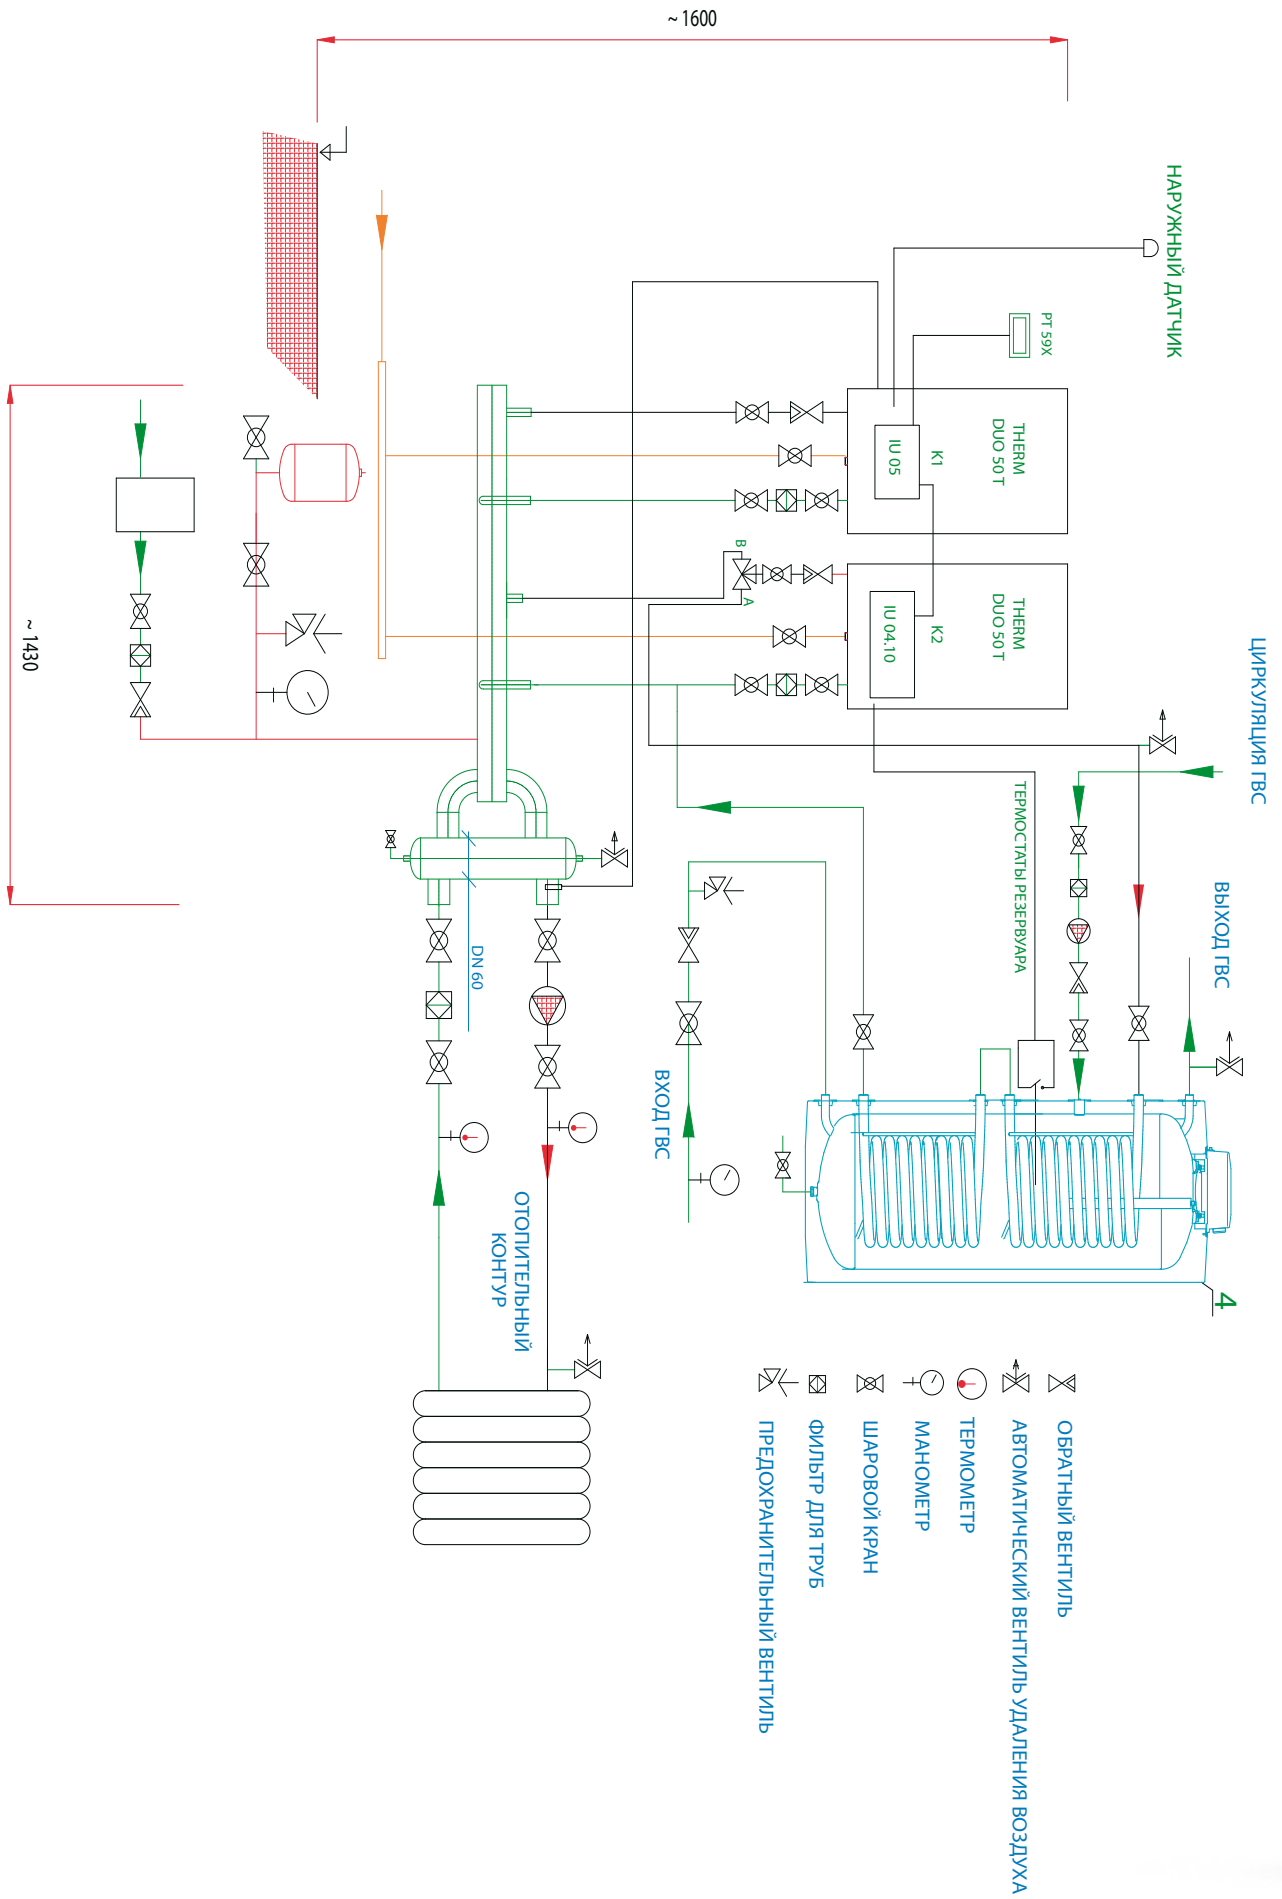 ~ 1600
НАРУЖНЫЙ ДАТЧИК
PT 59X
THERM
DUO 50 T
K1
IU 05
THERM
DUO 50 T
K2
IU 04.10
B
A
ЦИРКУЛЯЦИЯ ГВС
ВЫХОД ГВС
ТЕРМОСТАТЫ РЕЗЕРВУАРА
ВХОД ГВС
DN 60
ОТОПИТЕЛЬНЫЙ
КОНТУР
~ 1430
4
ОБРАТНЫЙ ВЕНТИЛЬ
АВТОМАТИЧЕСКИЙ ВЕНТИЛЬ УДАЛЕНИЯ ВОЗДУХА
ТЕРМОМЕТР
МАНОМЕТР
ШАРОВОЙ КРАН
ФИЛЬТР ДЛЯ ТРУБ
ПРЕДОХРАНИТЕЛЬНЫЙ ВЕНТИЛЬ